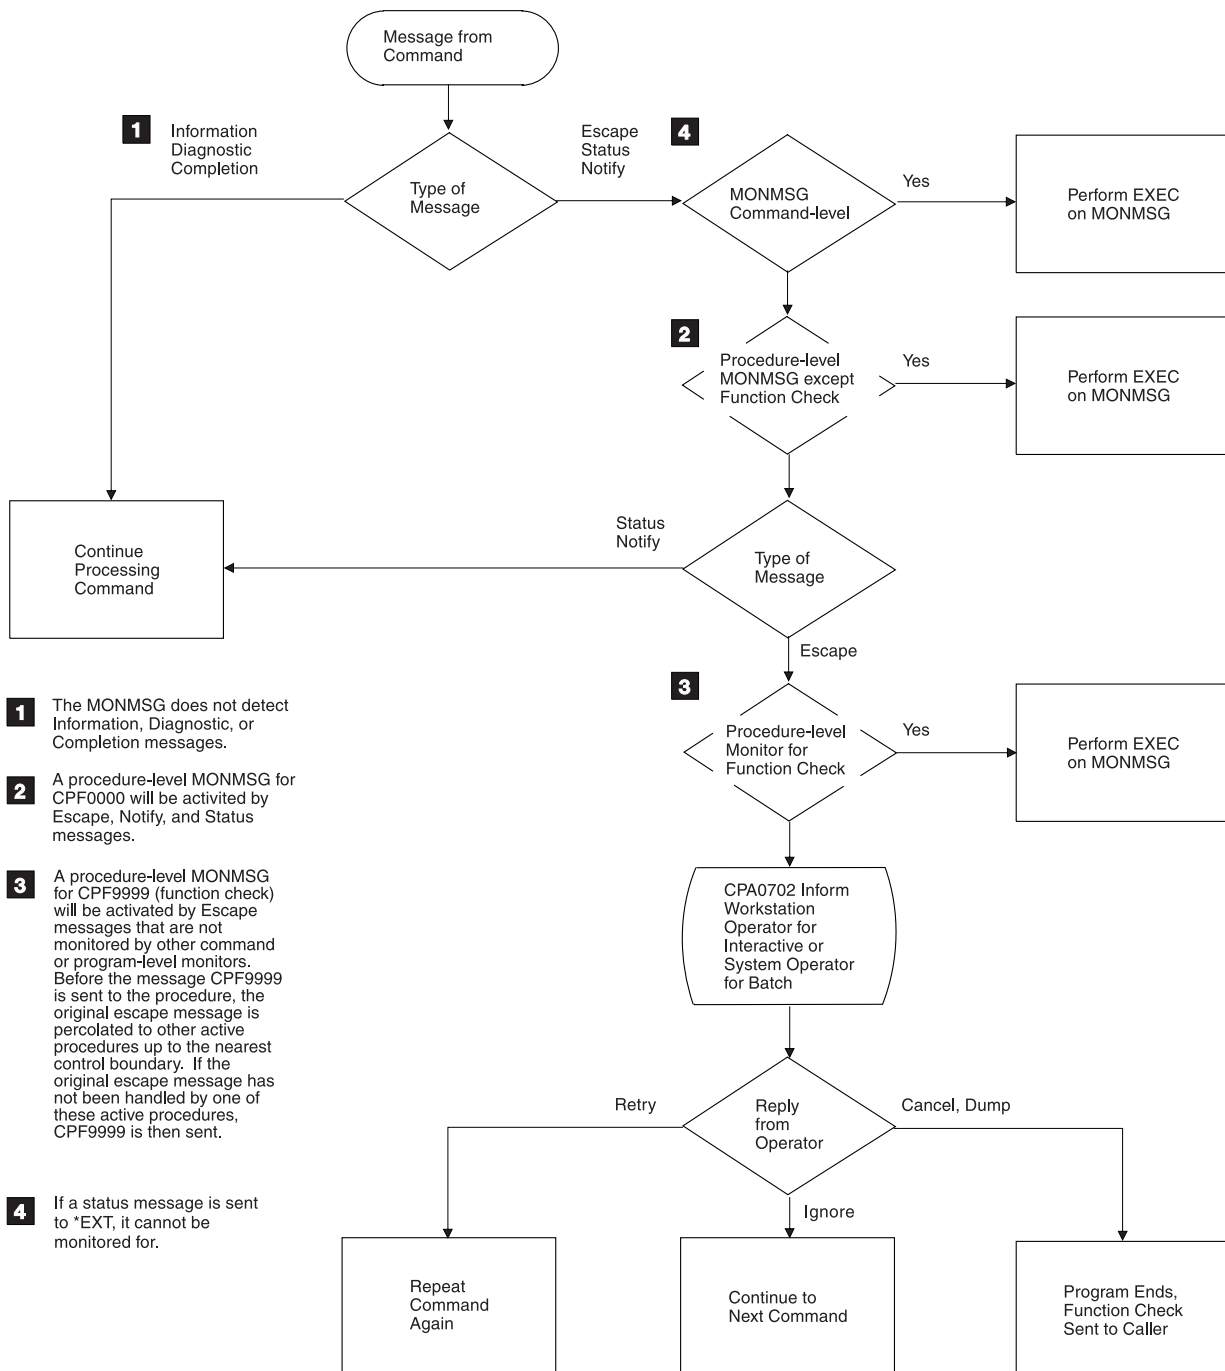 Message from
Command
1
Information
Diagnostic
Completion
Type of
Message
Escape
Status
Notify
4
MONMSG
Command-level
Yes
Perform EXEC
on MONMSG
2
Procedure-level
MONMSG except
Function Check
Yes
Perform EXEC
on MONMSG
Status
Notify
Type of
Message
Continue
Processing
Command
Escape
3
Procedure-level
Monitor for
Function Check
Yes
Perform EXEC
on MONMSG
1
The MONMSG does not detect
Information, Diagnostic, or
Completion messages.
2
A procedure-level MONMSG for
CPF0000 will be activited by
Escape, Notify, and Status
messages.
3
A procedure-level MONMSG
for CPF9999 (function check)
will be activated by Escape
messages that are not
monitored by other command
or program-level monitors.
Before the message CPF9999
is sent to the procedure, the
original escape message is
percolated to other active
procedures up to the nearest
control boundary. If the
original escape message has
not been handled by one of
these active procedures,
CPF9999 is then sent.
4
If a status message is sent
to *EXT, it cannot be
monitored for.
CPA0702 Inform
Workstation
Operator for
Interactive or
System Operator
for Batch
Retry
Reply
from
Operator
Cancel, Dump
Ignore
Repeat
Command
Again
Continue to
Next Command
Program Ends,
Function Check
Sent to Caller